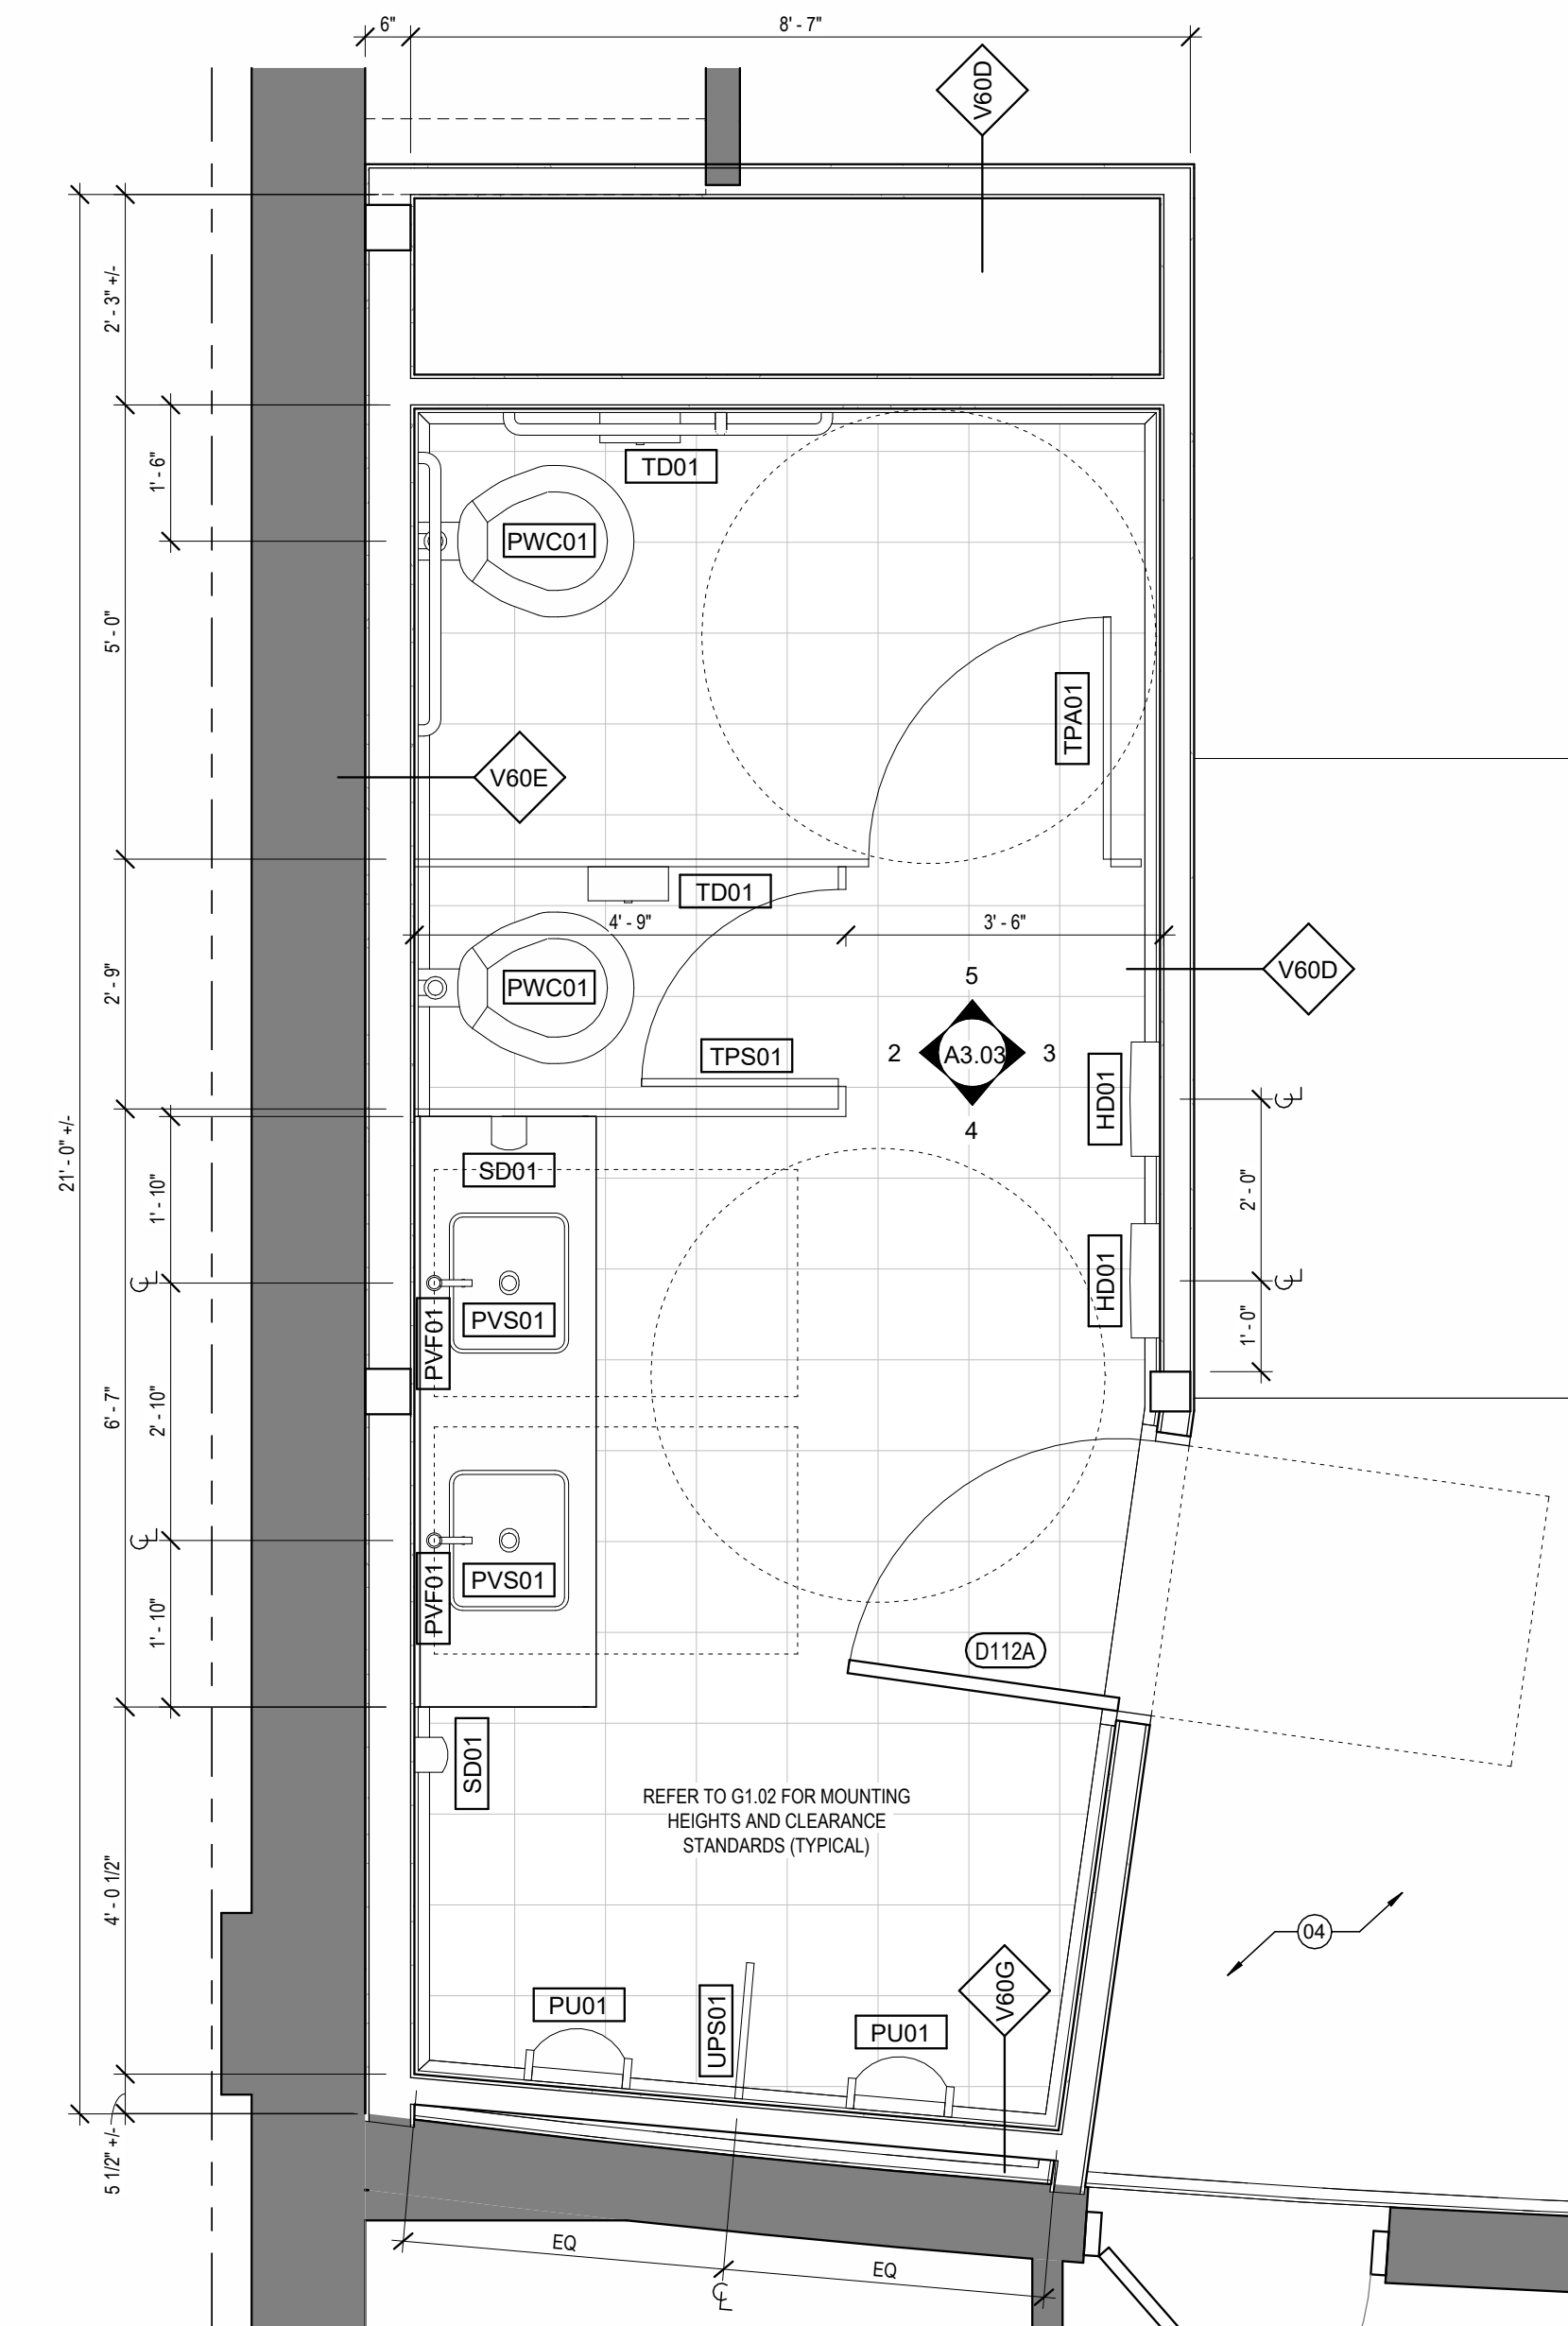 6"
8' - 7"
V60D
2' - 3" +/-
1' - 6"
TD01
PWC01
5' - 0"
TPA01
V60E
TD01
4' - 9"
3' - 6"
V60D
2' - 9"
PWC01
5
TPS01
2
A3.03
3
HD01
4
21' - 0" +/-
SD01
1' - 10"
2' - 0"
HD01
PVS01
PVF01
1' - 0"
6' - 7"
2' - 10"
PVS01
PVF01
1' - 10"
D112A
SD01
REFER TO G1.02 FOR MOUNTING
HEIGHTS AND CLEARANCE
STANDARDS (TYPICAL)
4' - 0 1/2"
04
V60G
PU01
UPS01
PU01
5 1/2" +/-
EQ
EQ